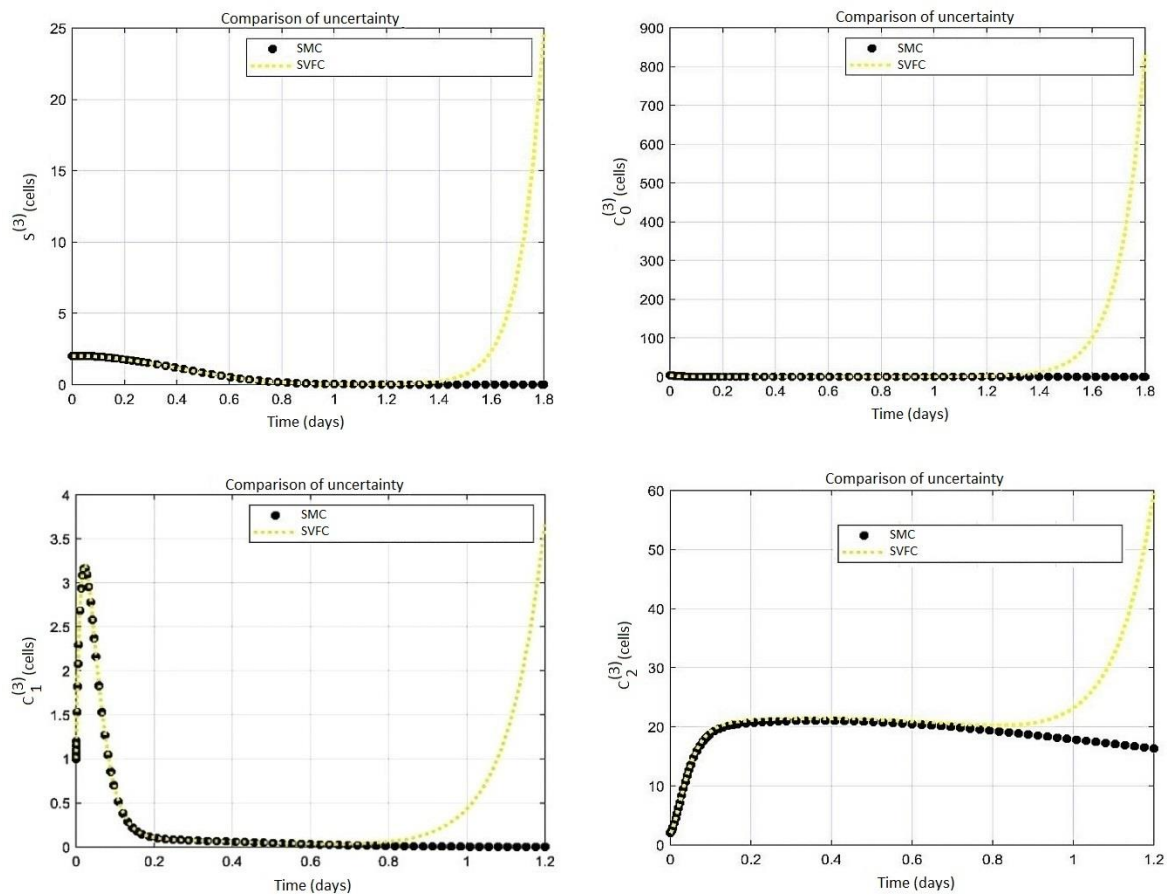 Comparison of uncertainty
SMC
SVFC
25
20
15
10
5
0
S^(3) (cells)
0 0.2 0.4 0.6 0.8 1 1.2 1.4 1.6 1.8
Time (days)
Comparison of uncertainty
SMC
SVFC
900
800
700
600
500
400
300
200
100
0
C_0^(3) (cells)
0 0.2 0.4 0.6 0.8 1.0 1.2 1.4 1.6 1.8
Time (days)
Comparison of uncertainty
SMC
SVFC
4
3.5
3
2.5
2
1.5
1
0.5
0
C_1^(3) (cells)
0 0.2 0.4 0.6 0.8 1 1.2
Time (days)
Comparison of uncertainty
SMC
SVFC
60
50
40
30
20
10
0
C_2^(3) (cells)
0 0.2 0.4 0.6 0.8 1 1.2
Time (days)